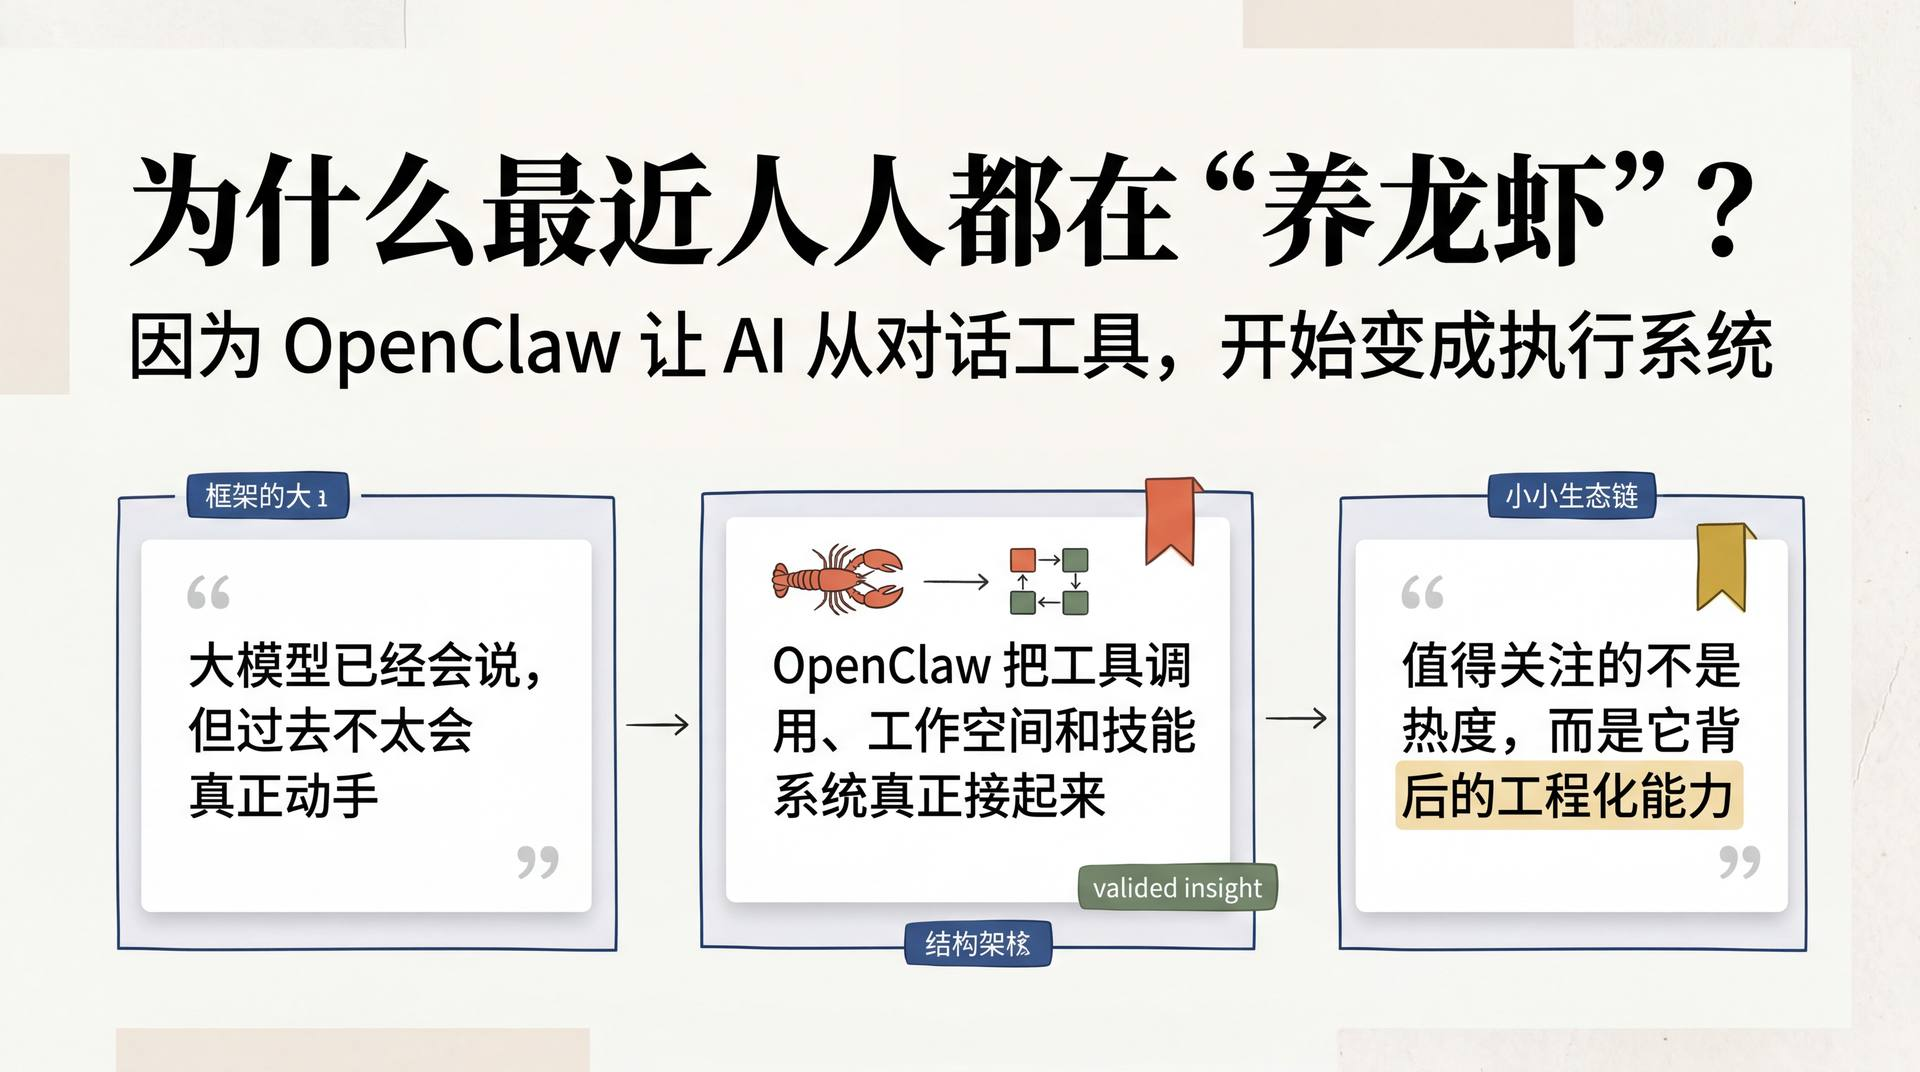 为什么最近人人都在“养龙虾”？
因为 OpenClaw 让 AI 从对话工具，开始变成执行系统
框架的大
大模型已经会说，
但过去不太会
真正动手
OpenClaw 把工具调
用、工作空间和技能
系统真正接起来
valided insight
结构架
小小生态链
值得关注的不是
热度，而是它背
后的工程化能力